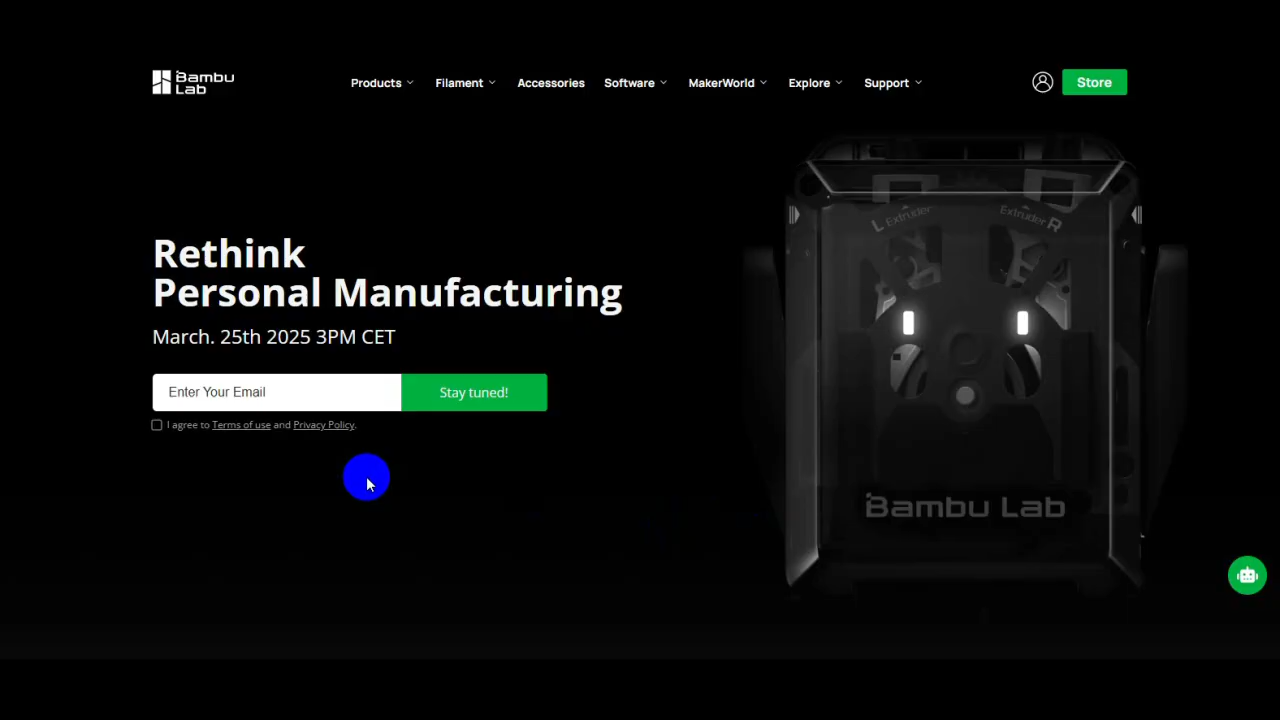 Bambu
Lab
Products
Filament
Accessories
Software
MakerWorld
Explore
Support
Store
L Extruder
Extruder R
Rethink
Personal Manufacturing
March. 25th 2025 3PM CET
Enter Your Email
Stay tuned!
I agree to Terms of use and Privacy Policy.
Bambu Lab